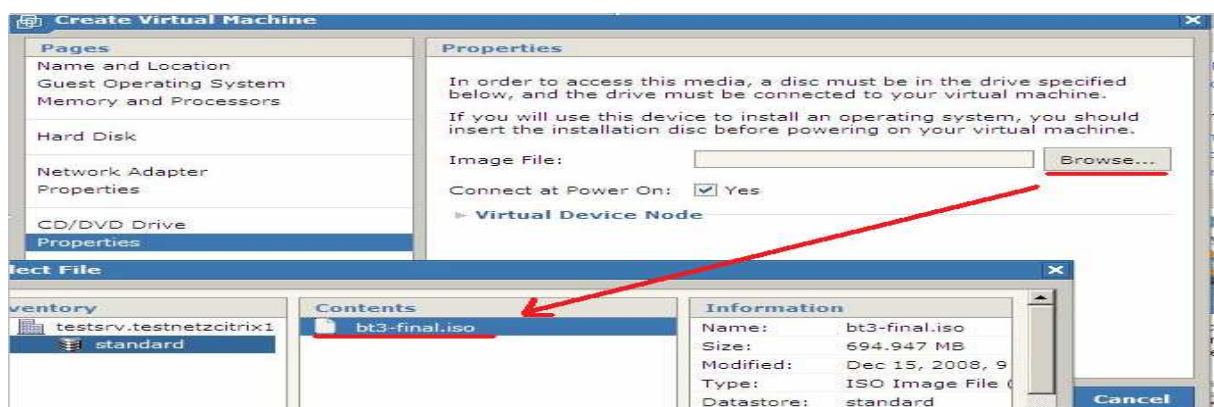 Create Virtual Machine
Pages
Name and Location
Guest Operating System
Memory and Processors
Hard Disk
Network Adapter
Properties
CD/DVD Drive
Properties
Properties
In order to access this media, a disc must be in the drive specified
below, and the drive must be connected to your virtual machine.
If you will use this device to install an operating system, you should
insert the installation disc before powering on your virtual machine.
Image File:
Browse...
Connect at Power On: Yes
Virtual Device Node
lect File
ventory
testsrv.testnetzcitrix1
standard
Contents
bt3-final.iso
Information
Name: bt3-final.iso
Size: 694.947 MB
Modified: Dec 15, 2008, 9
Type: ISO Image File (
Datastore: standard
Cancel